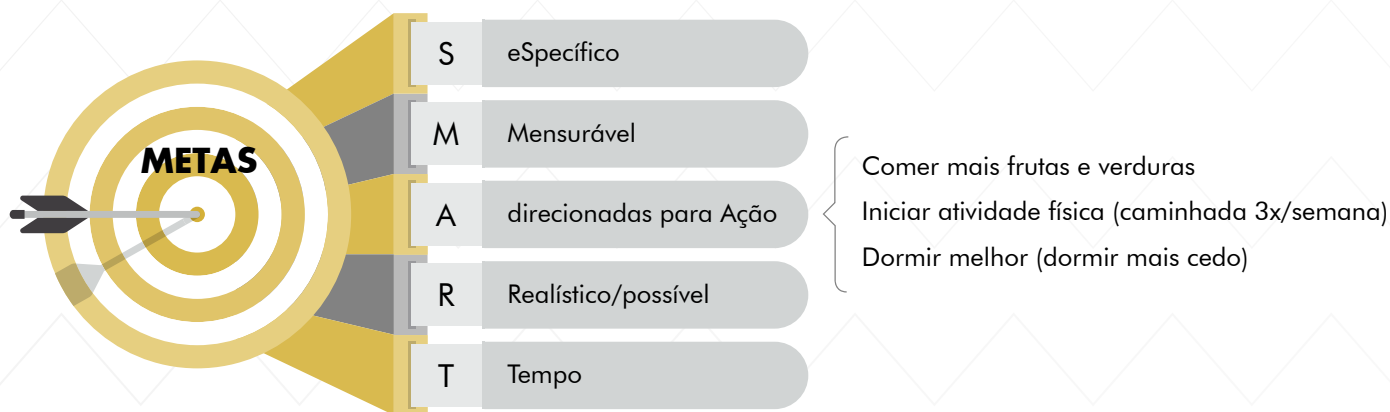 METAS
S eSpecífico
M Mensurável
A direcionadas para Ação
R Realístico/possível
T Tempo
Comer mais frutas e verduras
Iniciar atividade física (caminhada 3x/semana)
Dormir melhor (dormir mais cedo)